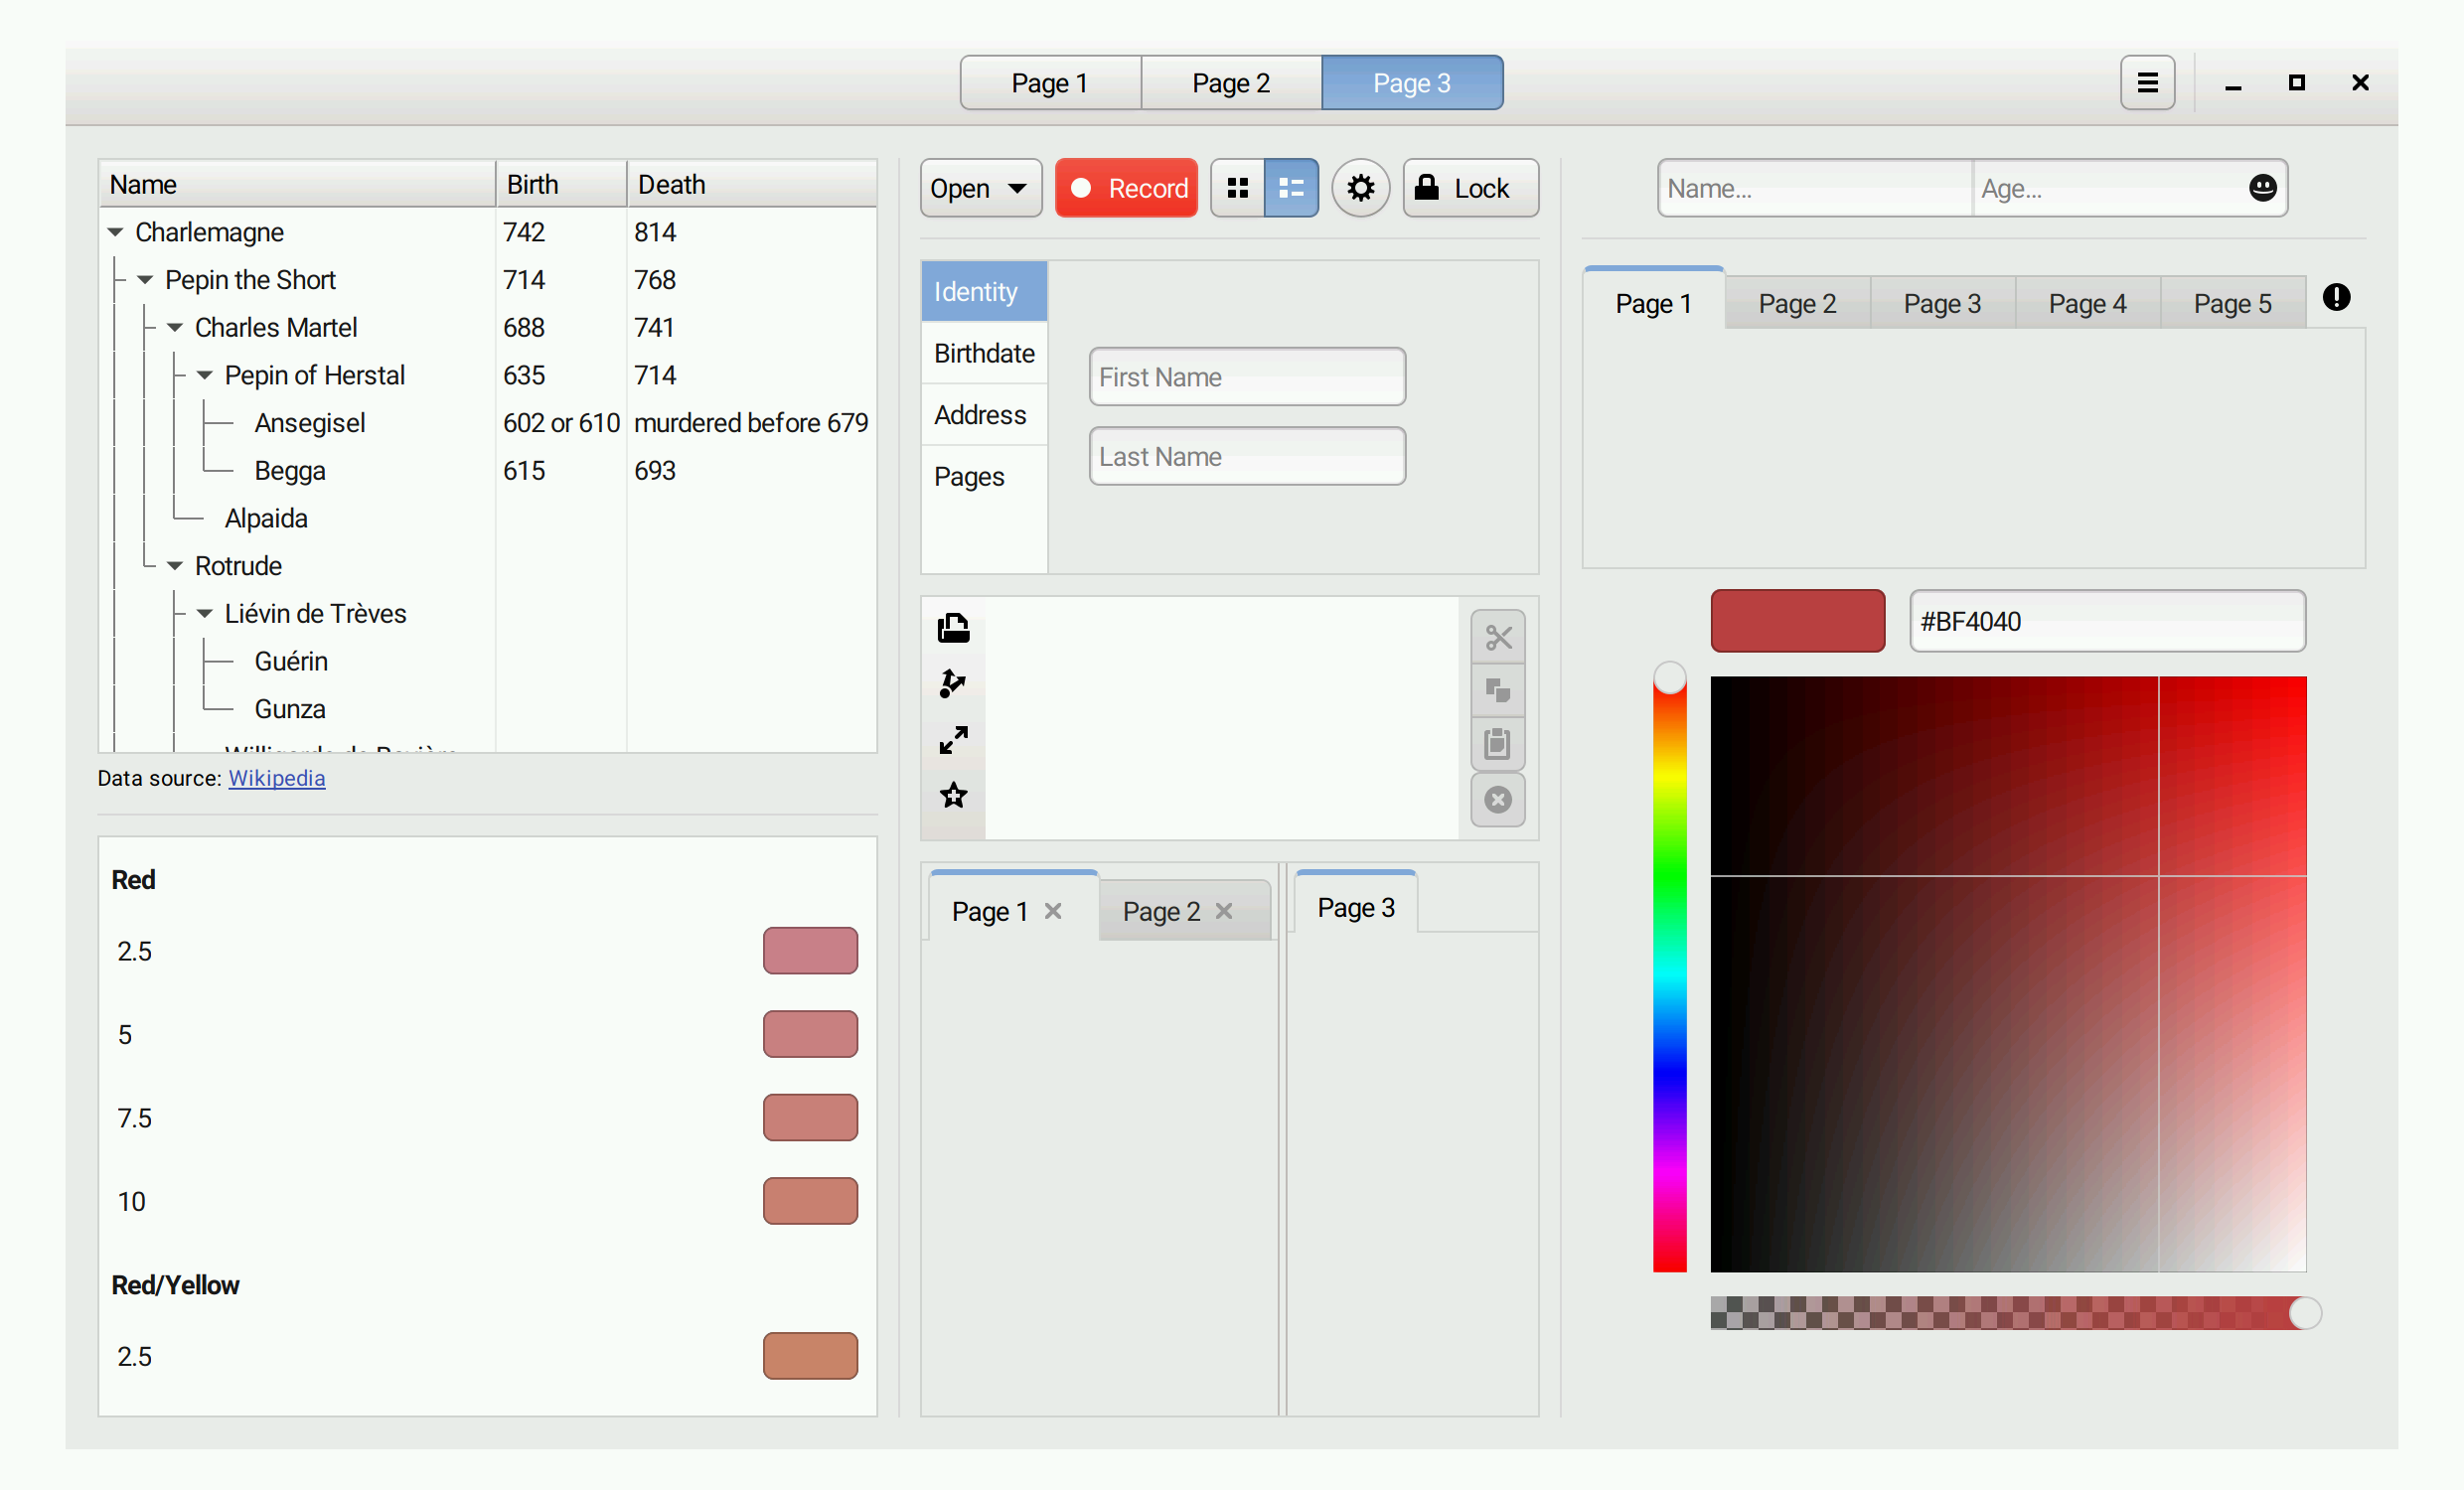 Page 1 Page 2 Page 3
Name Birth Death
Charlemagne 742 814
Pepin the Short 714 768
Charles Martel 688 741
Pepin of Herstal 635 714
Ansegisel 602 or 610 murdered before 679
Begga 615 693
Alpaida
Rotrude
Liévin de Trèves
Guérin
Gunza
Data source: Wikipedia
Red
2.5
5
7.5
10
Red/Yellow
2.5
Open Record Lock
Identity
Birthdate
Address
Pages
First Name
Last Name
Page 1 Page 2 Page 3
Name... Age...
Page 1 Page 2 Page 3 Page 4 Page 5
#BF4040